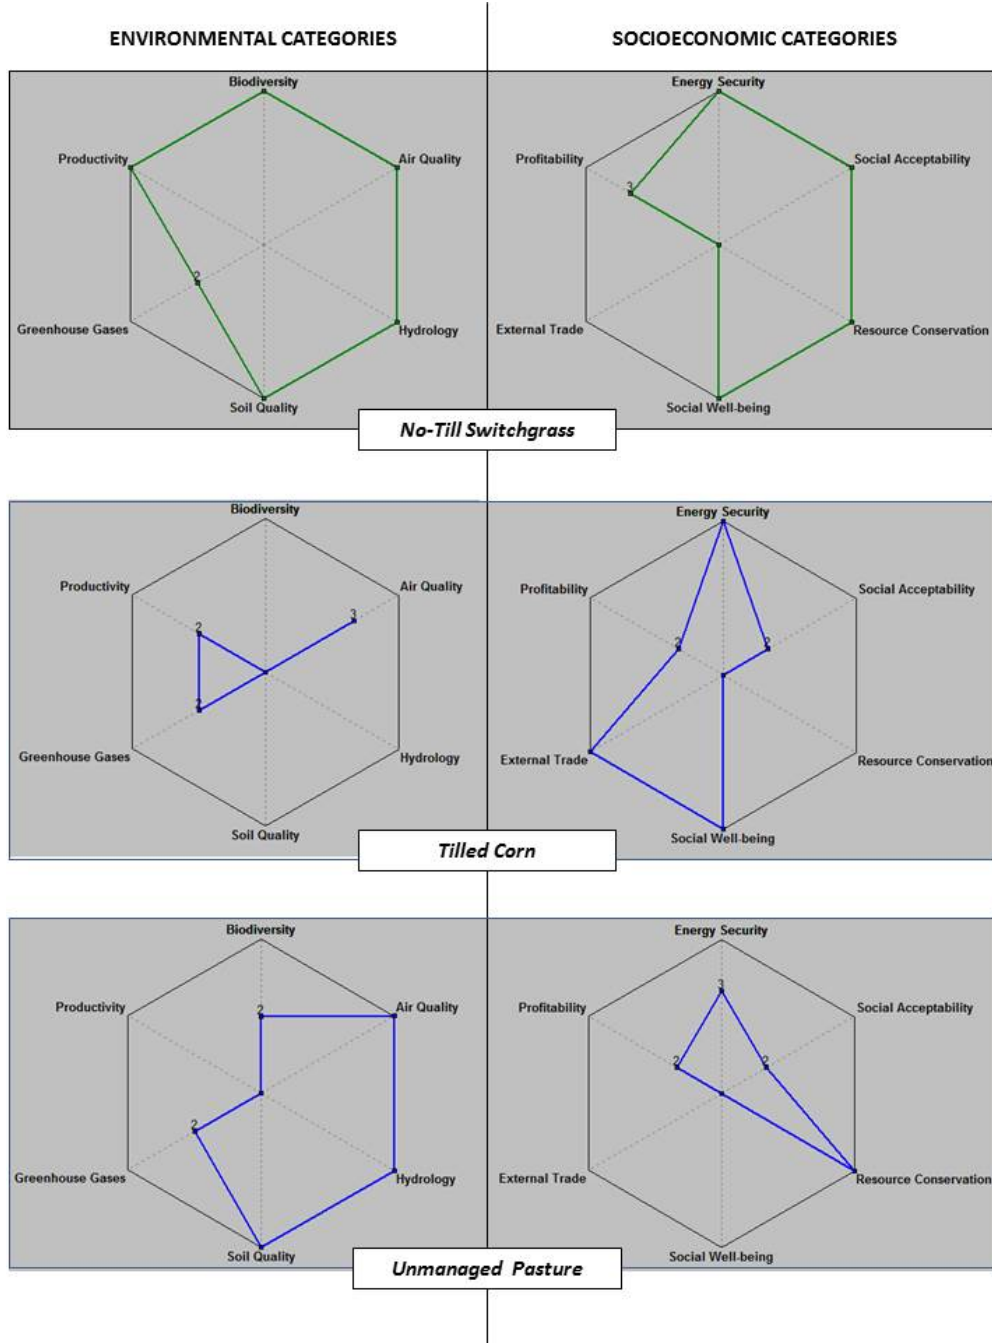 ENVIRONMENTAL CATEGORIES
SOCIOECONOMIC CATEGORIES
Biodiversity
Energy Security
Productivity
Air Quality
Profitability
Social Acceptability
3
2
Greenhouse Gases
Hydrology
External Trade
Resource Conservation
Soil Quality
Social Well-being
No-Till Switchgrass
Biodiversity
Energy Security
Productivity
Air Quality
Profitability
Social Acceptability
2
3
2
2
2
Greenhouse Gases
Hydrology
External Trade
Resource Conservation
Soil Quality
Social Well-being
Tilled Corn
Biodiversity
Energy Security
Productivity
Air Quality
Profitability
Social Acceptability
2
3
2
2
2
Greenhouse Gases
Hydrology
External Trade
Resource Conservation
Soil Quality
Social Well-being
Unmanaged Pasture